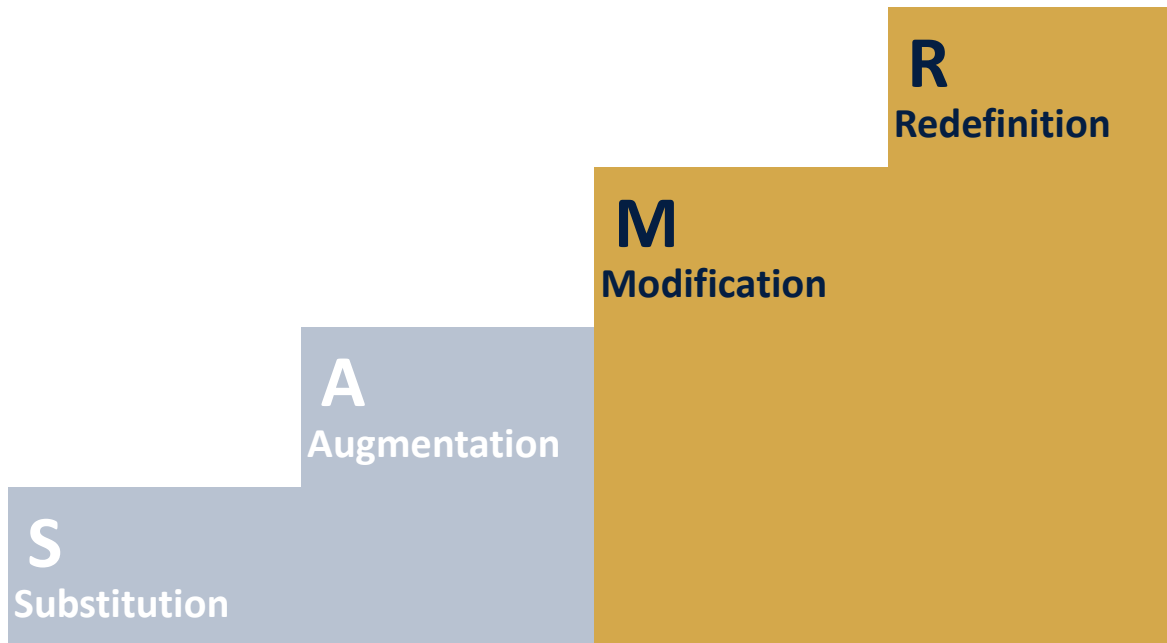 R
Redefinition
M
Modification
A
Augmentation
S
Substitution